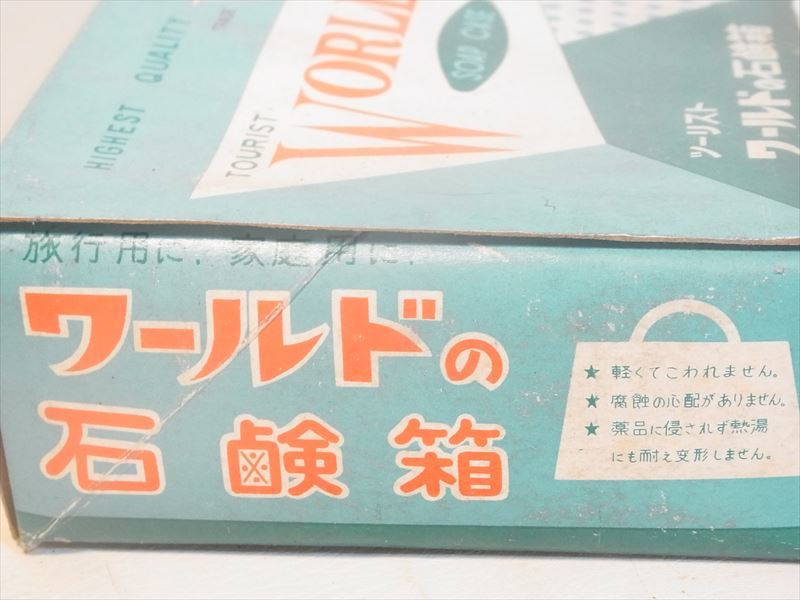 HIGHEST QUALITY
TRADE
TOURIST
WORL
SOAP CASE
ツーリスト
ワールドの石鹸箱
旅行用に、家庭用に、
ワールドの
石鹸箱
★ 軽くてこわれません。
★ 腐蝕の心配がありません。
★ 薬品に侵されず熱湯
にも耐え変形しません。